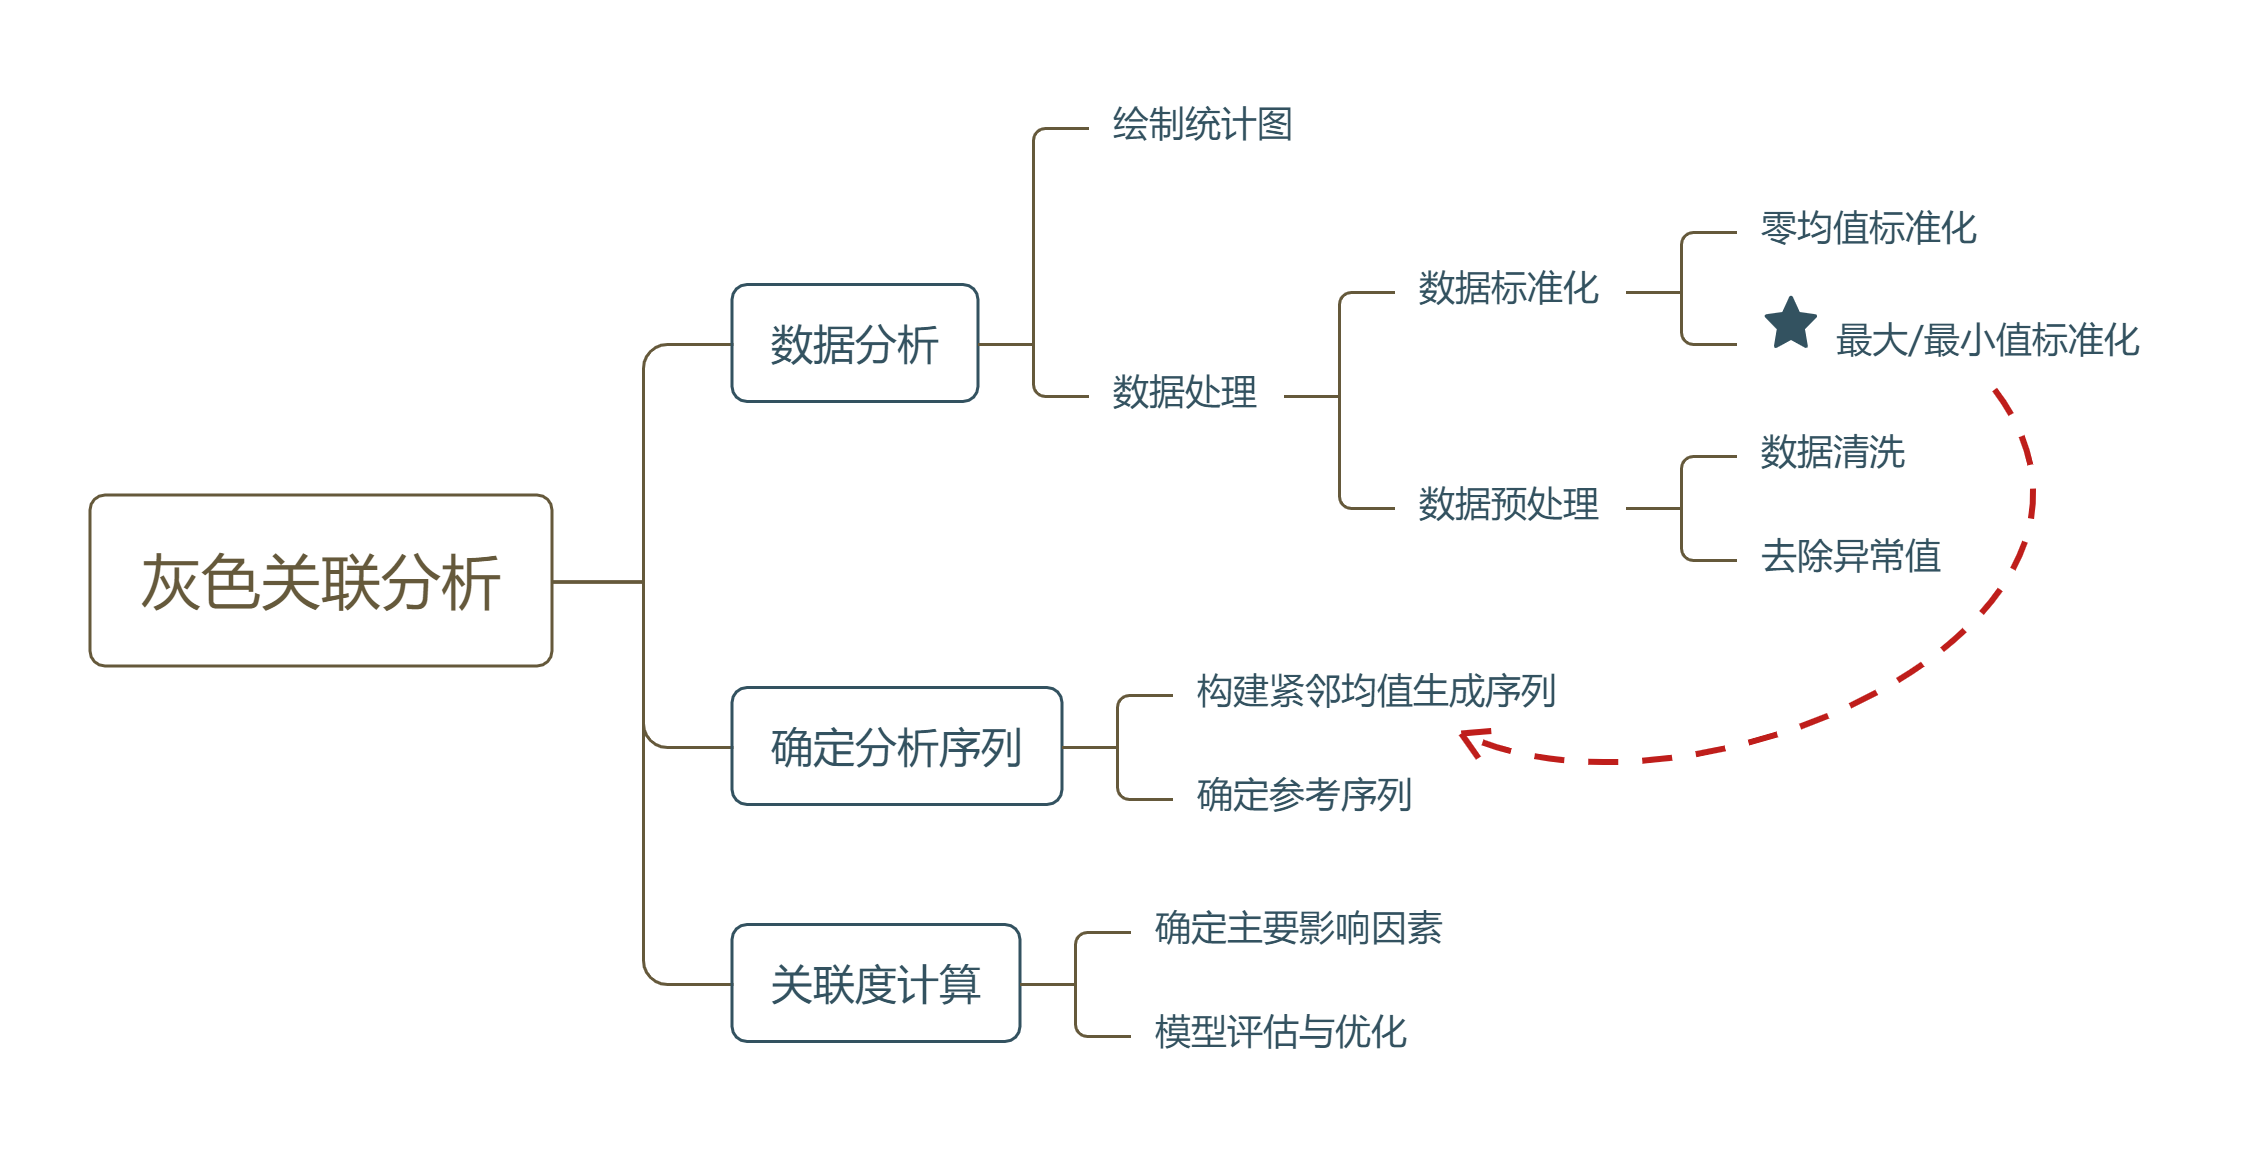 灰色关联分析
数据分析
绘制统计图
数据处理
数据标准化
零均值标准化
最大/最小值标准化
数据预处理
数据清洗
去除异常值
确定分析序列
构建紧邻均值生成序列
确定参考序列
关联度计算
确定主要影响因素
模型评估与优化